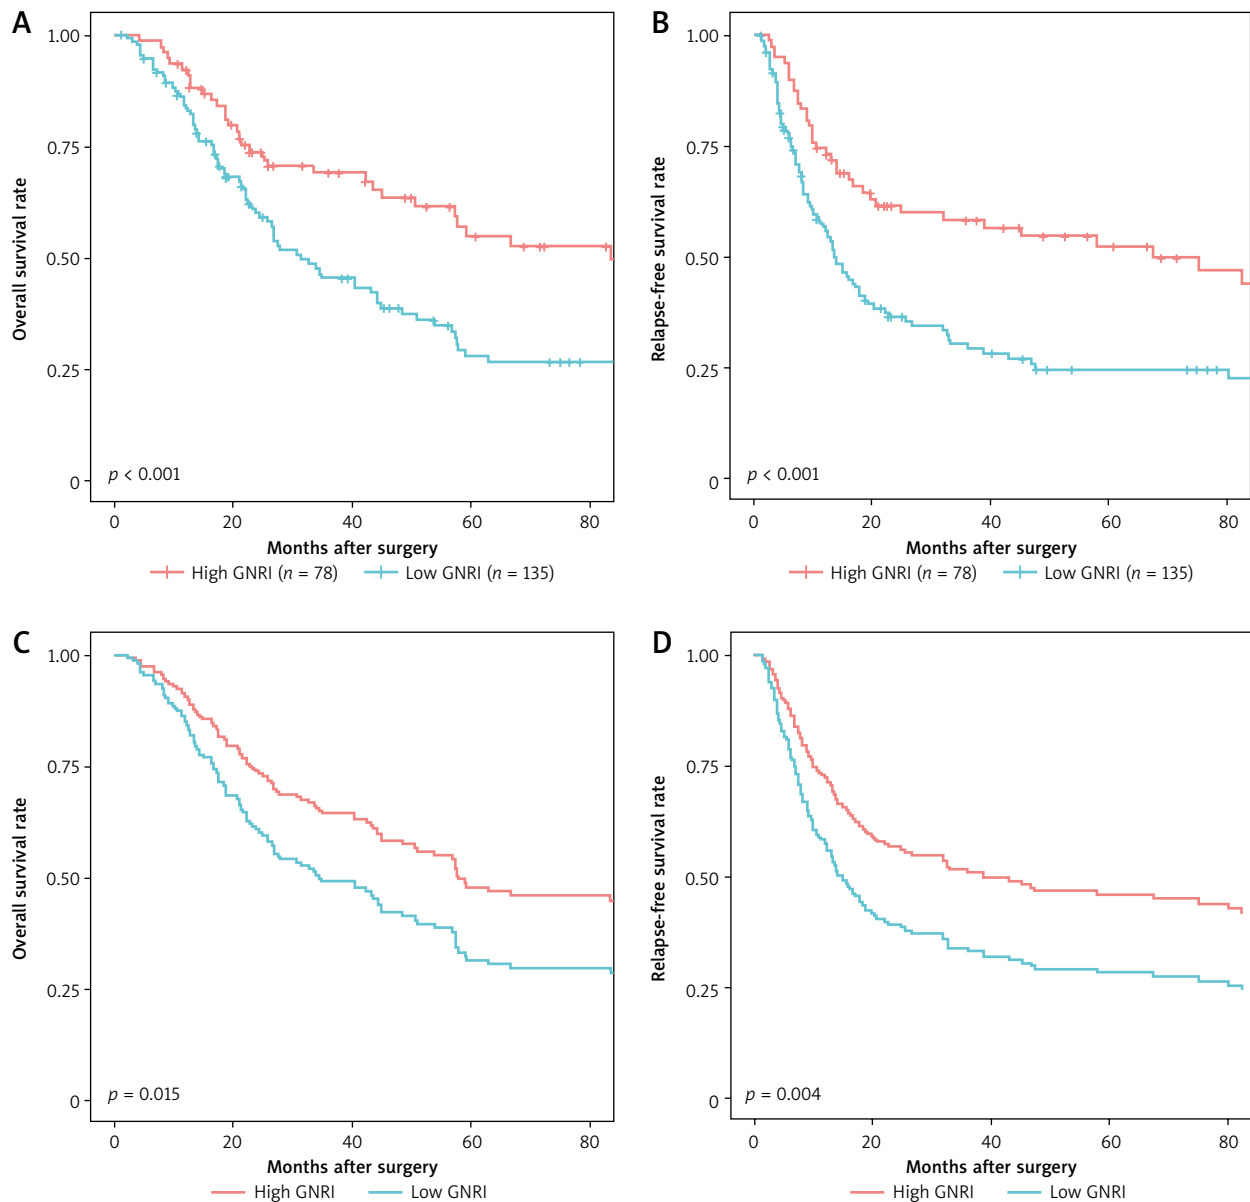 A
Overall survival rate
1.00
0.75
0.50
0.25
0
p < 0.001
0 20 40 60 80
Months after surgery
High GNRI (n = 78) Low GNRI (n = 135)
B
Relapse-free survival rate
1.00
0.75
0.50
0.25
0
p < 0.001
0 20 40 60 80
Months after surgery
High GNRI (n = 78) Low GNRI (n = 135)
C
Overall survival rate
1.00
0.75
0.50
0.25
0
p = 0.015
0 20 40 60 80
Months after surgery
High GNRI Low GNRI
D
Relapse-free survival rate
1.00
0.75
0.50
0.25
0
p = 0.004
0 20 40 60 80
Months after surgery
High GNRI Low GNRI